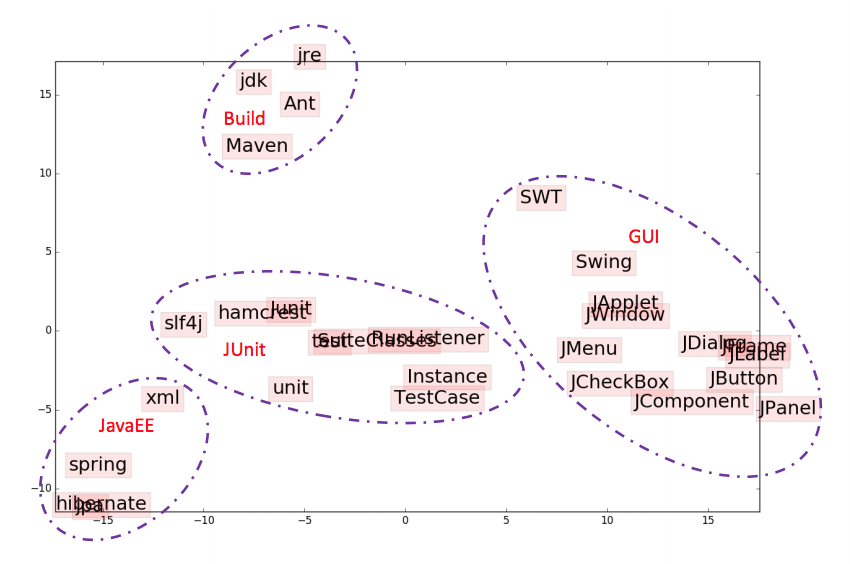 jre
jdk
Ant
15
Build
Maven
10
SWT
GUI
5
Swing
JApplet
Junit
hamcrest
JWindow
slf4j
0
test
SuiteClasses
RunListener
JDialog
JFrame
JUnit
JMenu
JLabel
Instance
JButton
unit
JCheckBox
xml
TestCase
JComponent
−5
JPanel
JavaEE
spring
−10
hibernate
jpa
−15
−10
−5
0
5
10
15